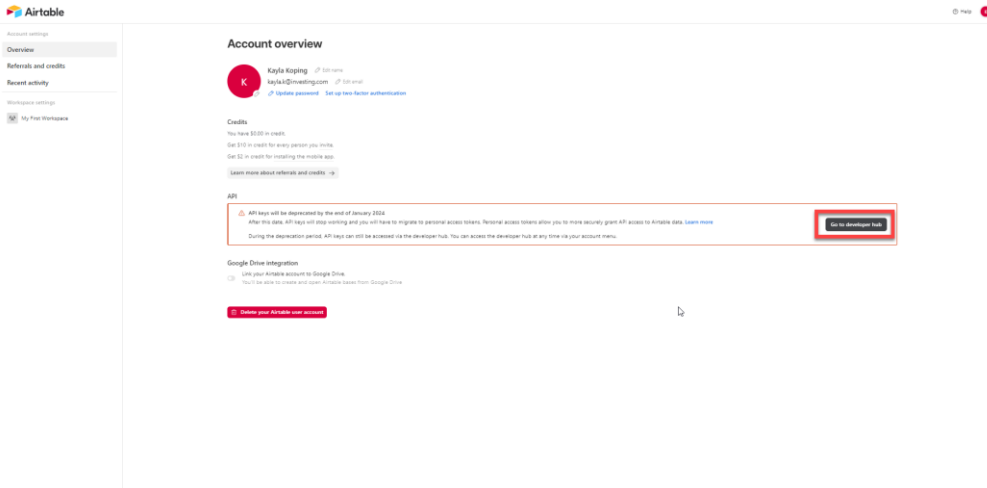 Airtable
Help
Account settings
Overview
Referrals and credits
Recent activity
Workspace settings
My First Workspace
Account overview
K
Kayla Koping Edit name
kayla.k@investing.com Edit email
Update password Set up two-factor authentication
Credits
You have $0.00 in credit.
Get $10 in credit for every person you invite.
Get $2 in credit for installing the mobile app.
Learn more about referrals and credits →
API
API keys will be deprecated by the end of January 2024
After this date, API keys will stop working and you will have to migrate to personal access tokens. Personal access tokens allow you to more securely grant API access to Airtable data. Learn more
During the deprecation period, API keys can still be accessed via the developer hub. You can access the developer hub at any time via your account menu.
Go to developer hub
Google Drive integration
Link your Airtable account to Google Drive.
You'll be able to create and open Airtable bases from Google Drive
Delete your Airtable user account